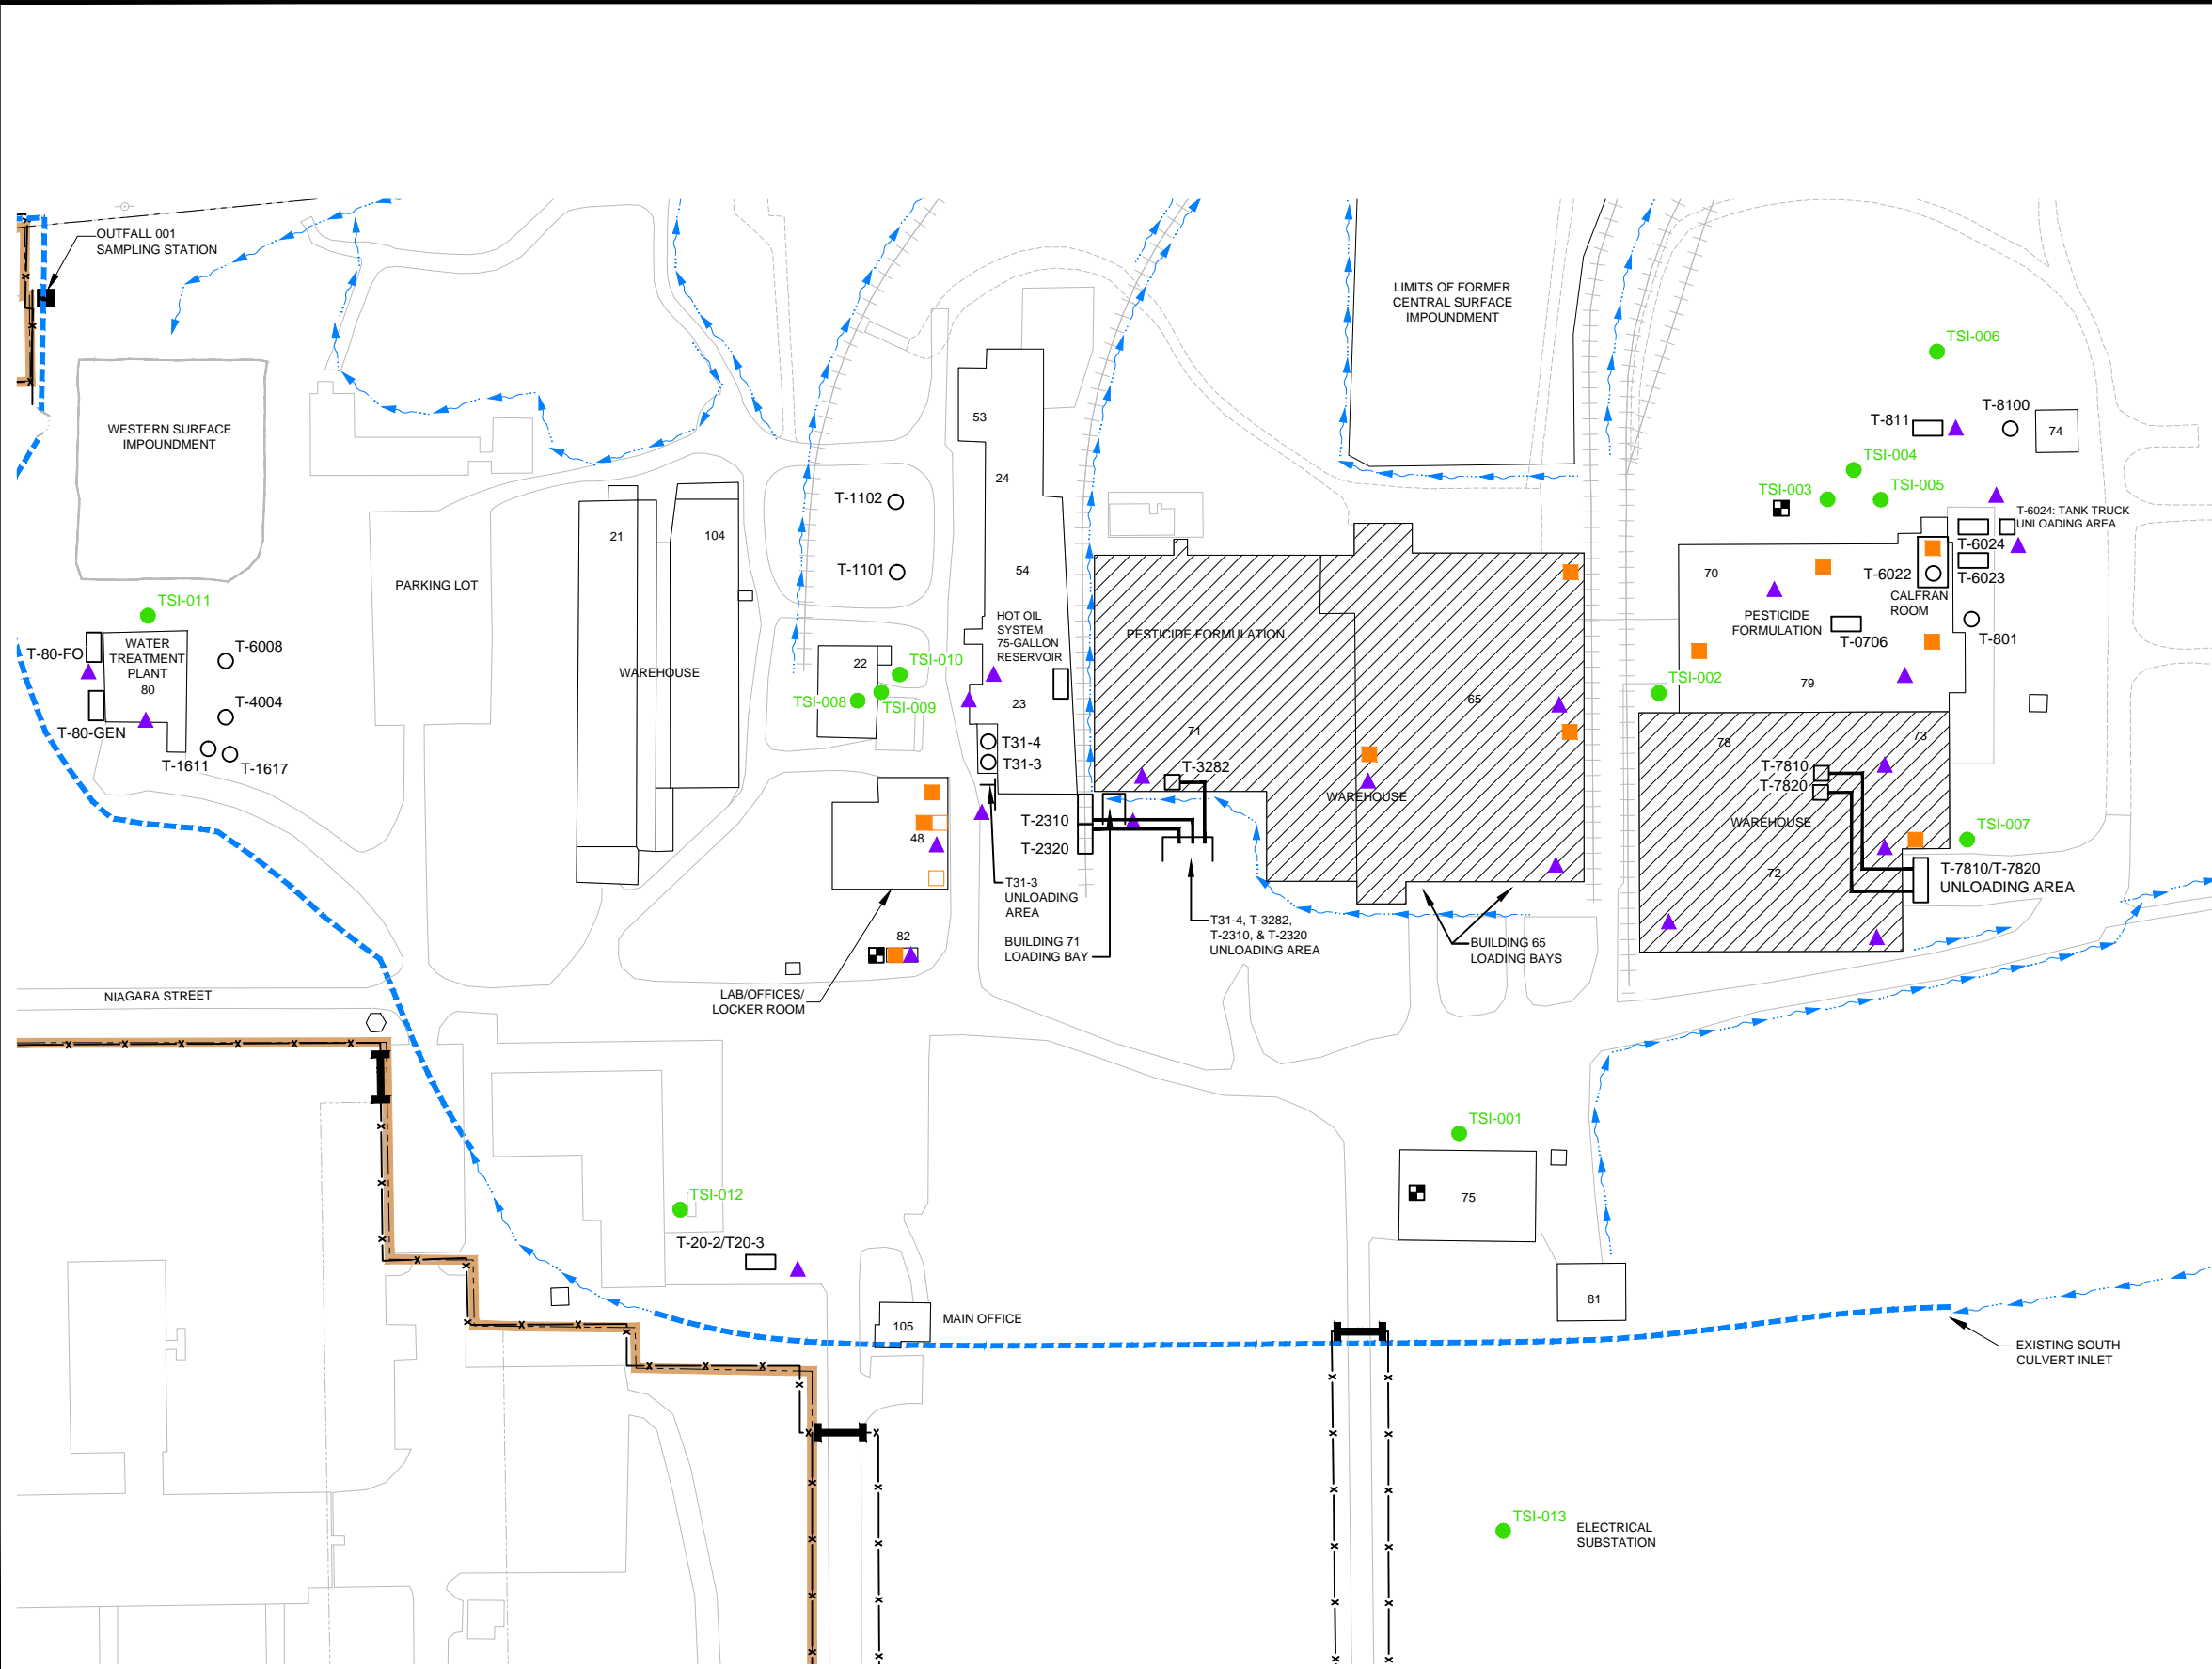 OUTFALL 001
SAMPLING STATION
LIMITS OF FORMER
CENTRAL SURFACE
IMPOUNDMENT
TSI-006
T-811
T-8100
74
WESTERN SURFACE
IMPOUNDMENT
53
24
TSI-004
TSI-003
TSI-005
T-6024: TANK TRUCK
UNLOADING AREA
T-1102
21
104
T-6024
PARKING LOT
T-1101
54
70
T-6022
T-6023
CALFRAN
ROOM
TSI-011
HOT OIL
SYSTEM
75-GALLON
RESERVOIR
PESTICIDE FORMULATION
PESTICIDE
FORMULATION
T-0706
T-801
T-80-FO
WATER
TREATMENT
PLANT
80
T-6008
WAREHOUSE
22
TSI-010
TSI-008
TSI-009
23
65
TSI-002
79
T-4004
T-80-GEN
T-1611
T-1617
T31-4
T31-3
71
T-3282
78
73
T-7810
T-7820
WAREHOUSE
WAREHOUSE
T-2310
T-2320
48
TSI-007
T-7810/T-7820
UNLOADING AREA
72
T31-3
UNLOADING
AREA
T31-4, T-3282,
T-2310, & T-2320
UNLOADING AREA
82
BUILDING 71
LOADING BAY
BUILDING 65
LOADING BAYS
NIAGARA STREET
LAB/OFFICES/
LOCKER ROOM
TSI-001
TSI-012
75
T-20-2/T20-3
81
105
MAIN OFFICE
EXISTING SOUTH
CULVERT INLET
TSI-013
ELECTRICAL
SUBSTATION